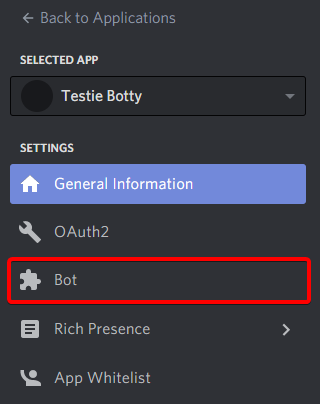 Back to Applications
SELECTED APP
Testie Botty
SETTINGS
General Information
OAuth2
Bot
Rich Presence
App Whitelist